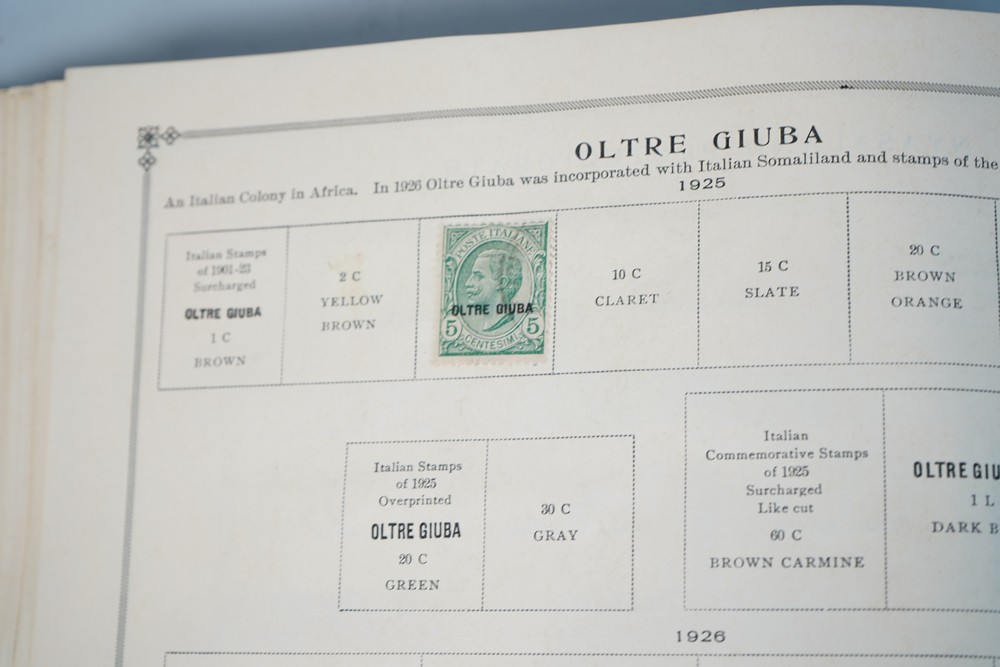 OLTRE GIUBA
An Italian Colony in Africa. In 1926 Oltre Giuba was incorporated with Italian Somaliland and stamps of the
1925
Italian Stamps
of 1901-23
Surcharged
OLTRE GIUBA
1 C
BROWN
2 C
YELLOW
BROWN
POSTE ITALIANE
OLTRE GIUBA
5 5
CENTESIMI
10 C
CLARET
15 C
SLATE
20 C
BROWN
ORANGE
Italian Stamps
of 1925
Overprinted
OLTRE GIUBA
20 C
GREEN
30 C
GRAY
Italian
Commemorative Stamps
of 1925
Surcharged
Like cut
60 C
BROWN CARMINE
OLTRE GIU
1 L
DARK B
1926